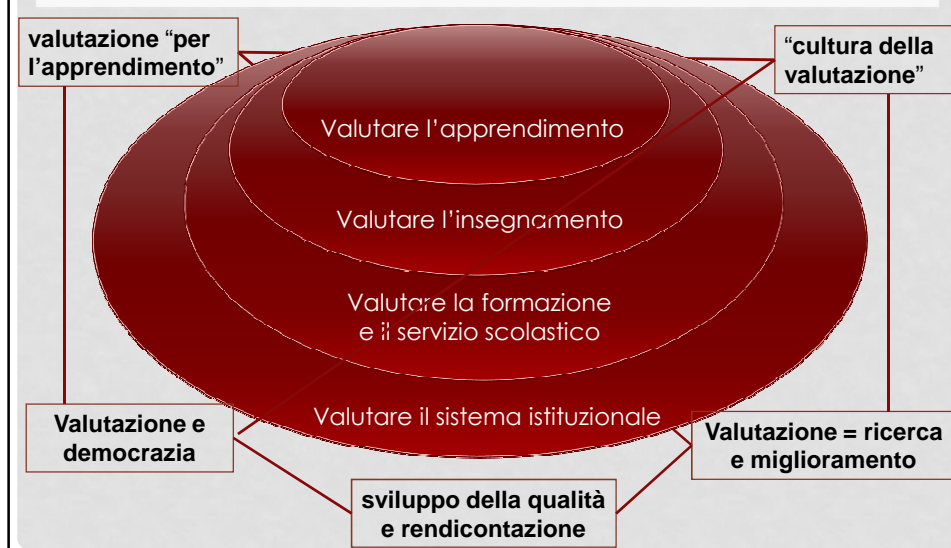 valutazione “per
l’apprendimento”
“cultura della
valutazione”
Valutare l’apprendimento
Valutare l’insegnamento
Valutare la formazione
e il servizio scolastico
Valutare il sistema istituzionale
Valutazione e
democrazia
Valutazione = ricerca
e miglioramento
sviluppo della qualità
e rendicontazione